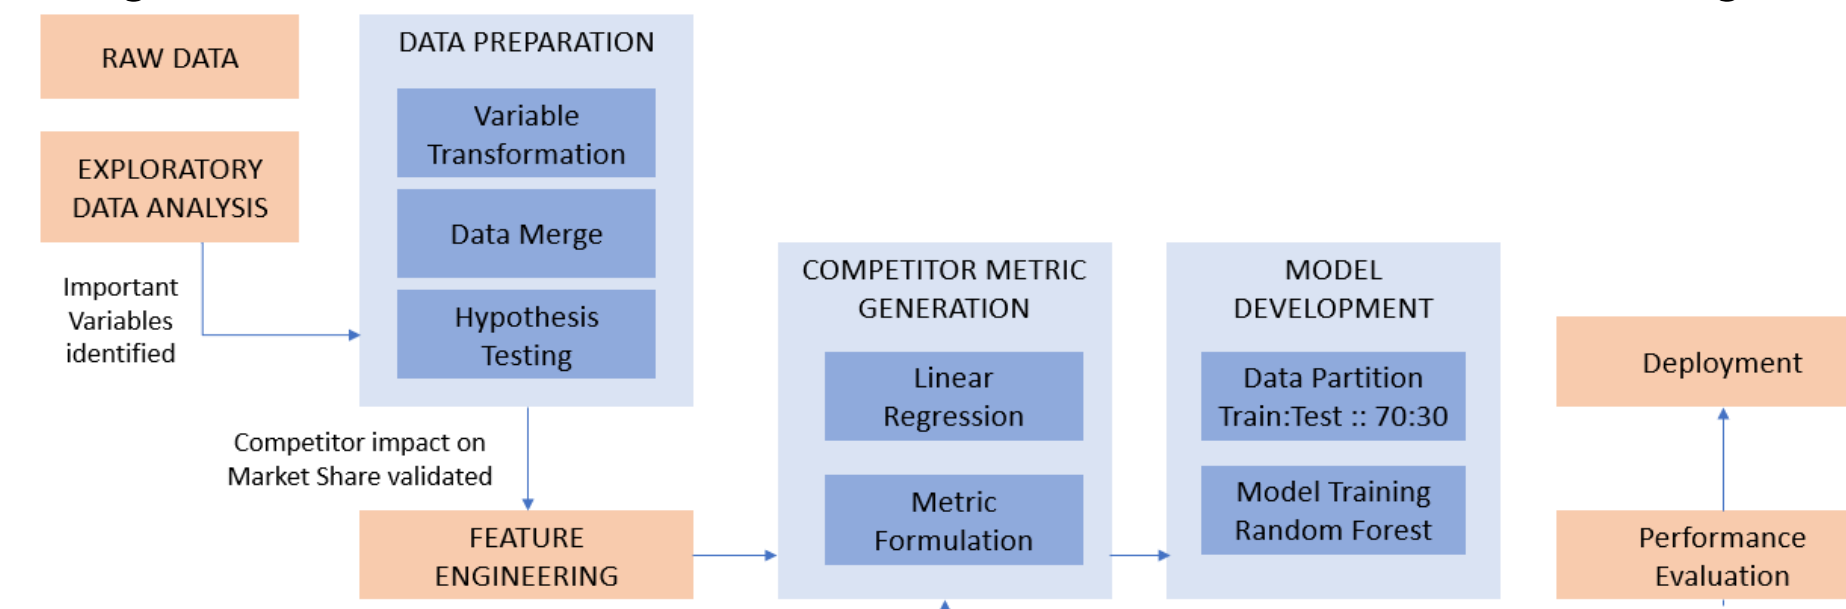 RAW DATA
EXPLORATORY
DATA ANALYSIS
Important
Variables
identified
DATA PREPARATION
Variable
Transformation
Data Merge
Hypothesis
Testing
Competitor impact on
Market Share validated
FEATURE
ENGINEERING
COMPETITOR METRIC
GENERATION
Linear
Regression
Metric
Formulation
MODEL
DEVELOPMENT
Data Partition
Train:Test :: 70:30
Model Training
Random Forest
Deployment
Performance
Evaluation